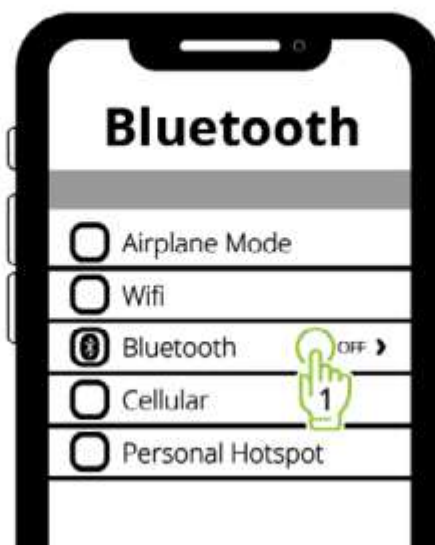 Bluetooth
Airplane Mode
Wifi
Bluetooth OFF
Cellular
1
Personal Hotspot